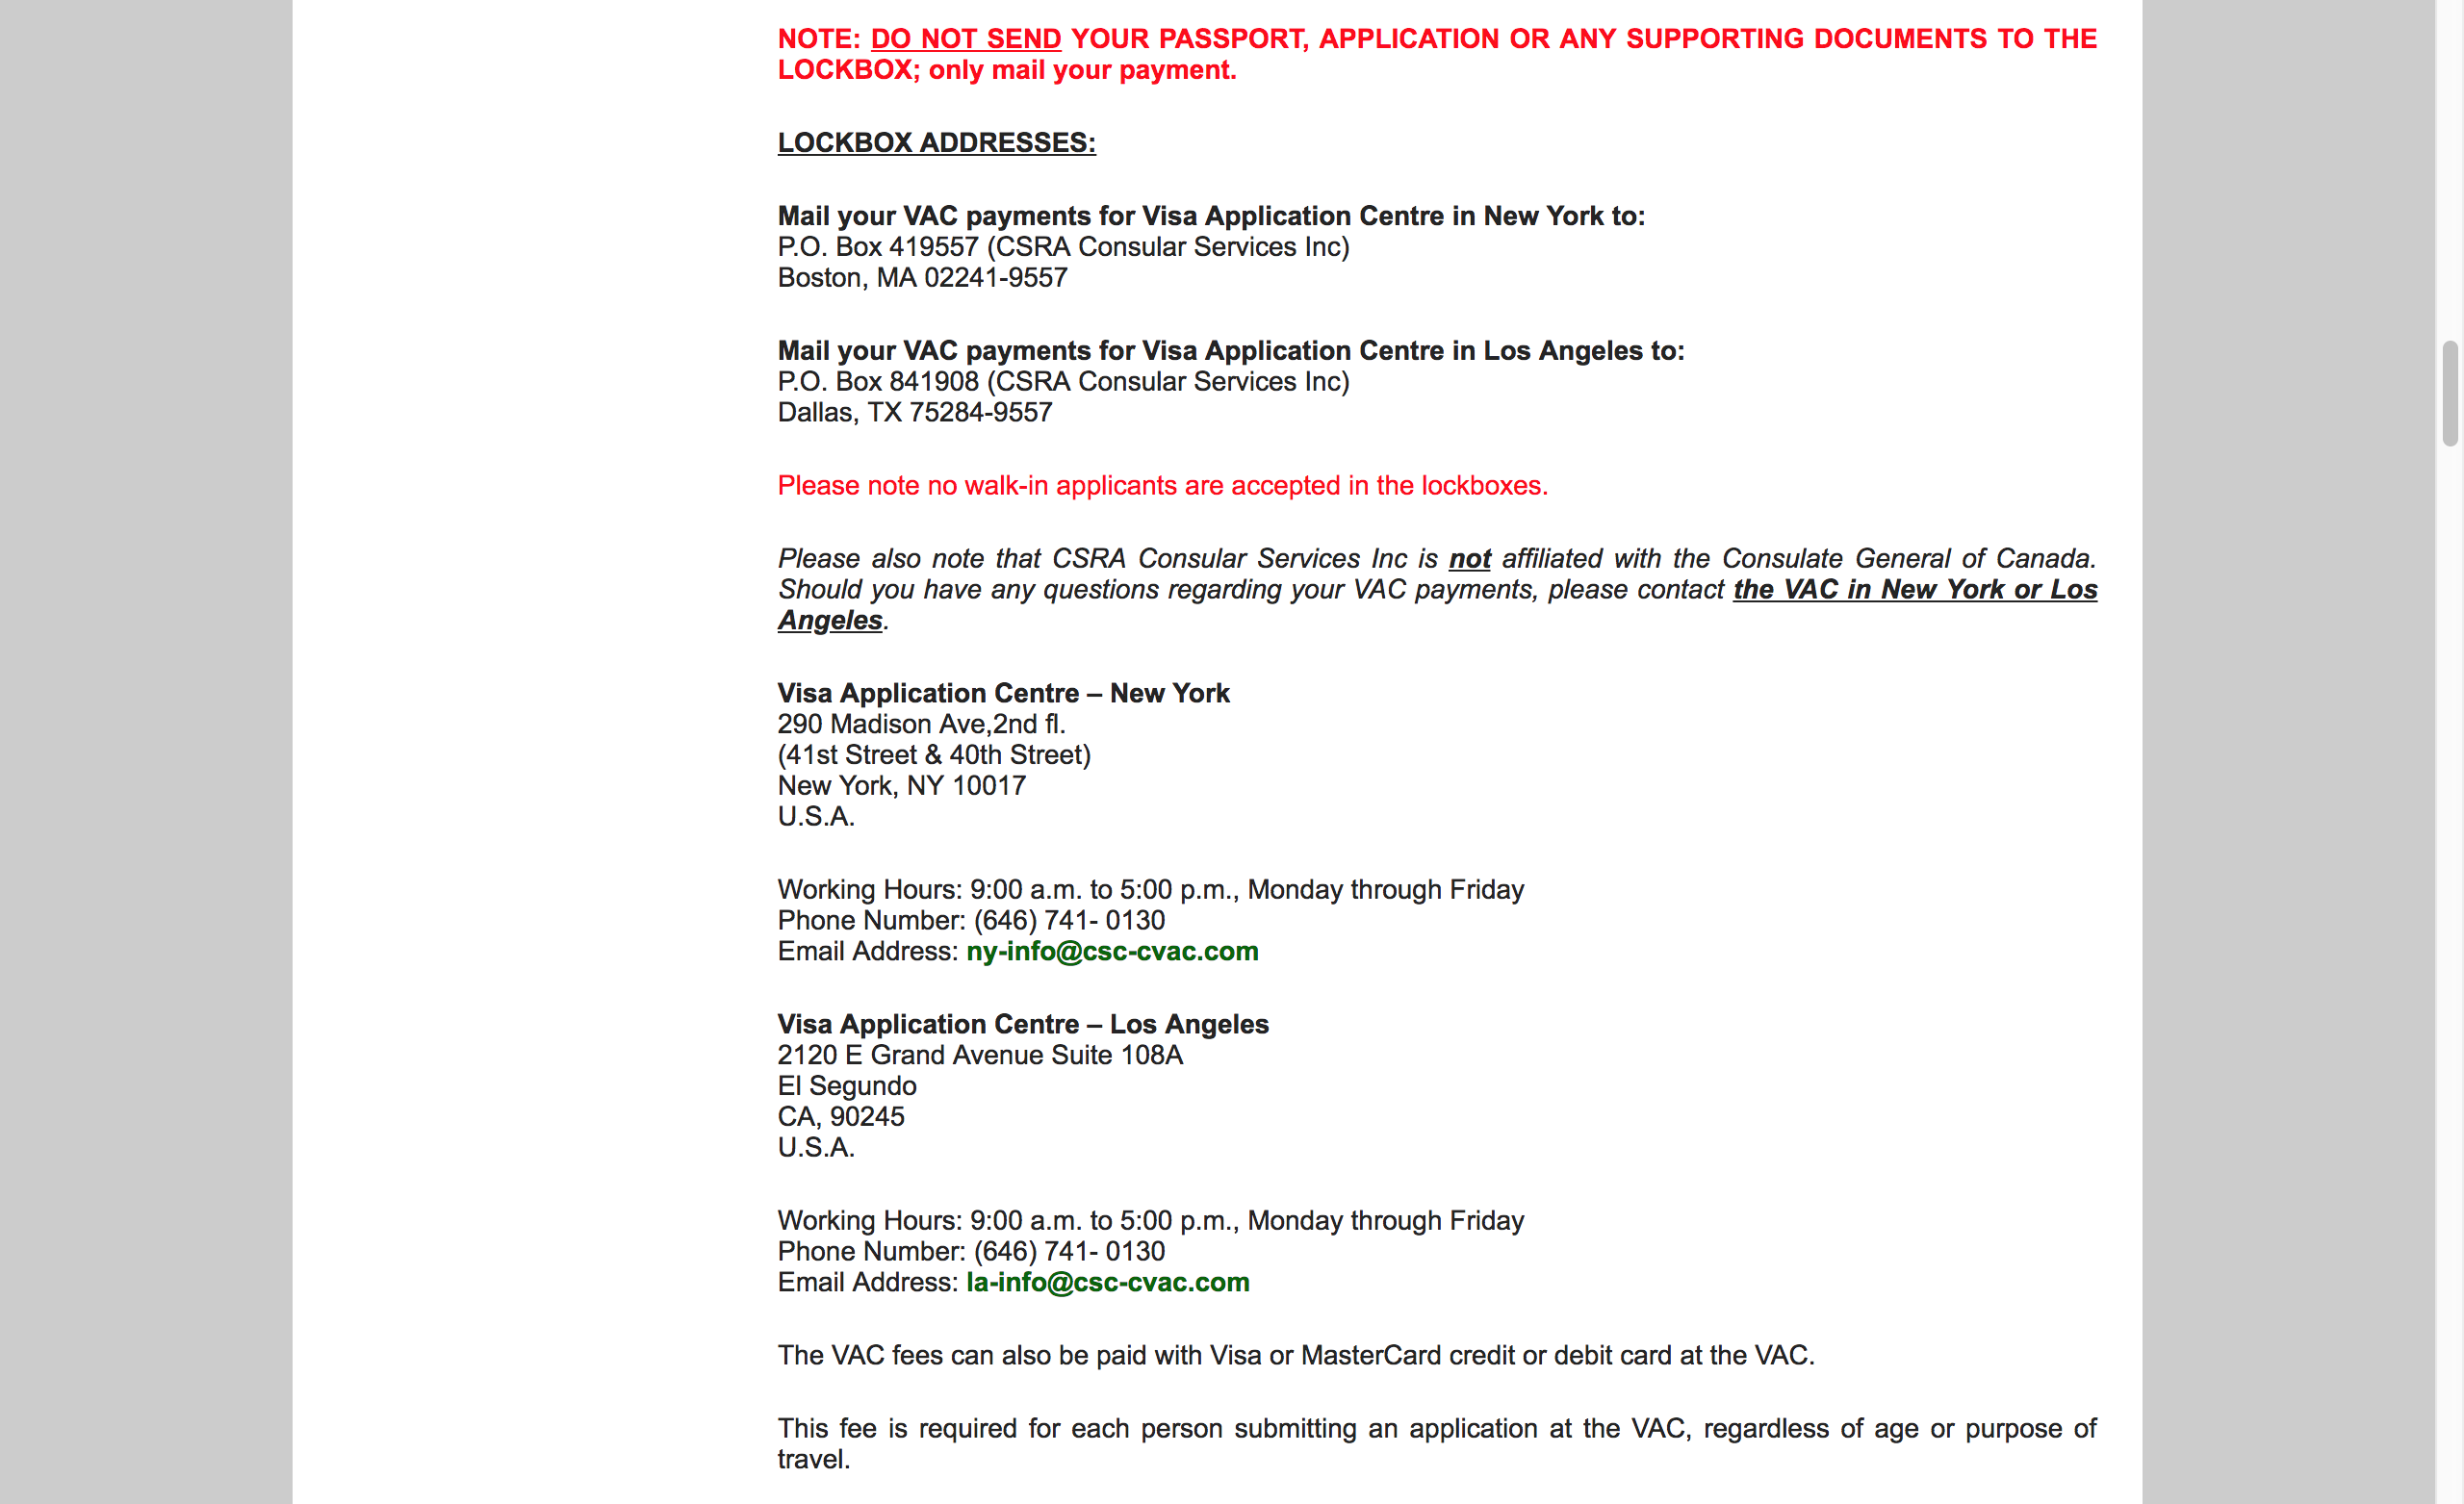 NOTE: DO NOT SEND YOUR PASSPORT, APPLICATION OR ANY SUPPORTING DOCUMENTS TO THE
LOCKBOX; only mail your payment.
LOCKBOX ADDRESSES:
Mail your VAC payments for Visa Application Centre in New York to:
P.O. Box 419557 (CSRA Consular Services Inc)
Boston, MA 02241-9557
Mail your VAC payments for Visa Application Centre in Los Angeles to:
P.O. Box 841908 (CSRA Consular Services Inc)
Dallas, TX 75284-9557
Please note no walk-in applicants are accepted in the lockboxes.
Please also note that CSRA Consular Services Inc is not affiliated with the Consulate General of Canada.
Should you have any questions regarding your VAC payments, please contact the VAC in New York or Los
Angeles.
Visa Application Centre – New York
290 Madison Ave,2nd fl.
(41st Street & 40th Street)
New York, NY 10017
U.S.A.
Working Hours: 9:00 a.m. to 5:00 p.m., Monday through Friday
Phone Number: (646) 741- 0130
Email Address: ny-info@csc-cvac.com
Visa Application Centre – Los Angeles
2120 E Grand Avenue Suite 108A
El Segundo
CA, 90245
U.S.A.
Working Hours: 9:00 a.m. to 5:00 p.m., Monday through Friday
Phone Number: (646) 741- 0130
Email Address: la-info@csc-cvac.com
The VAC fees can also be paid with Visa or MasterCard credit or debit card at the VAC.
This fee is required for each person submitting an application at the VAC, regardless of age or purpose of
travel.